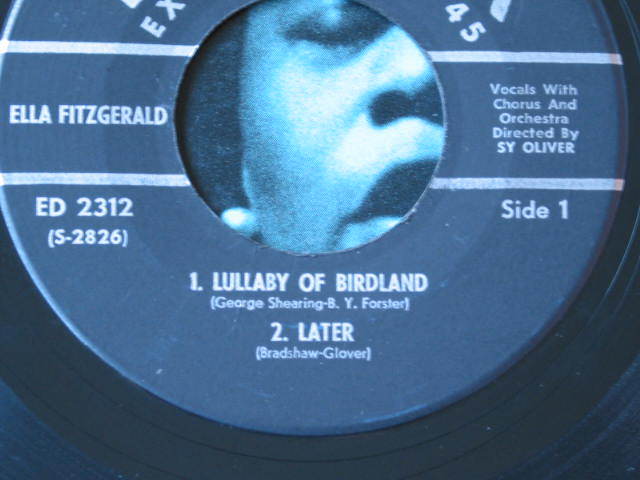 EX
45
ELLA FITZGERALD
Vocals With
Chorus And
Orchestra
Directed By
SY OLIVER
ED 2312
(S-2826)
Side 1
1. LULLABY OF BIRDLAND
(George Shearing-B. Y. Forster)
2. LATER
(Bradshaw-Glover)